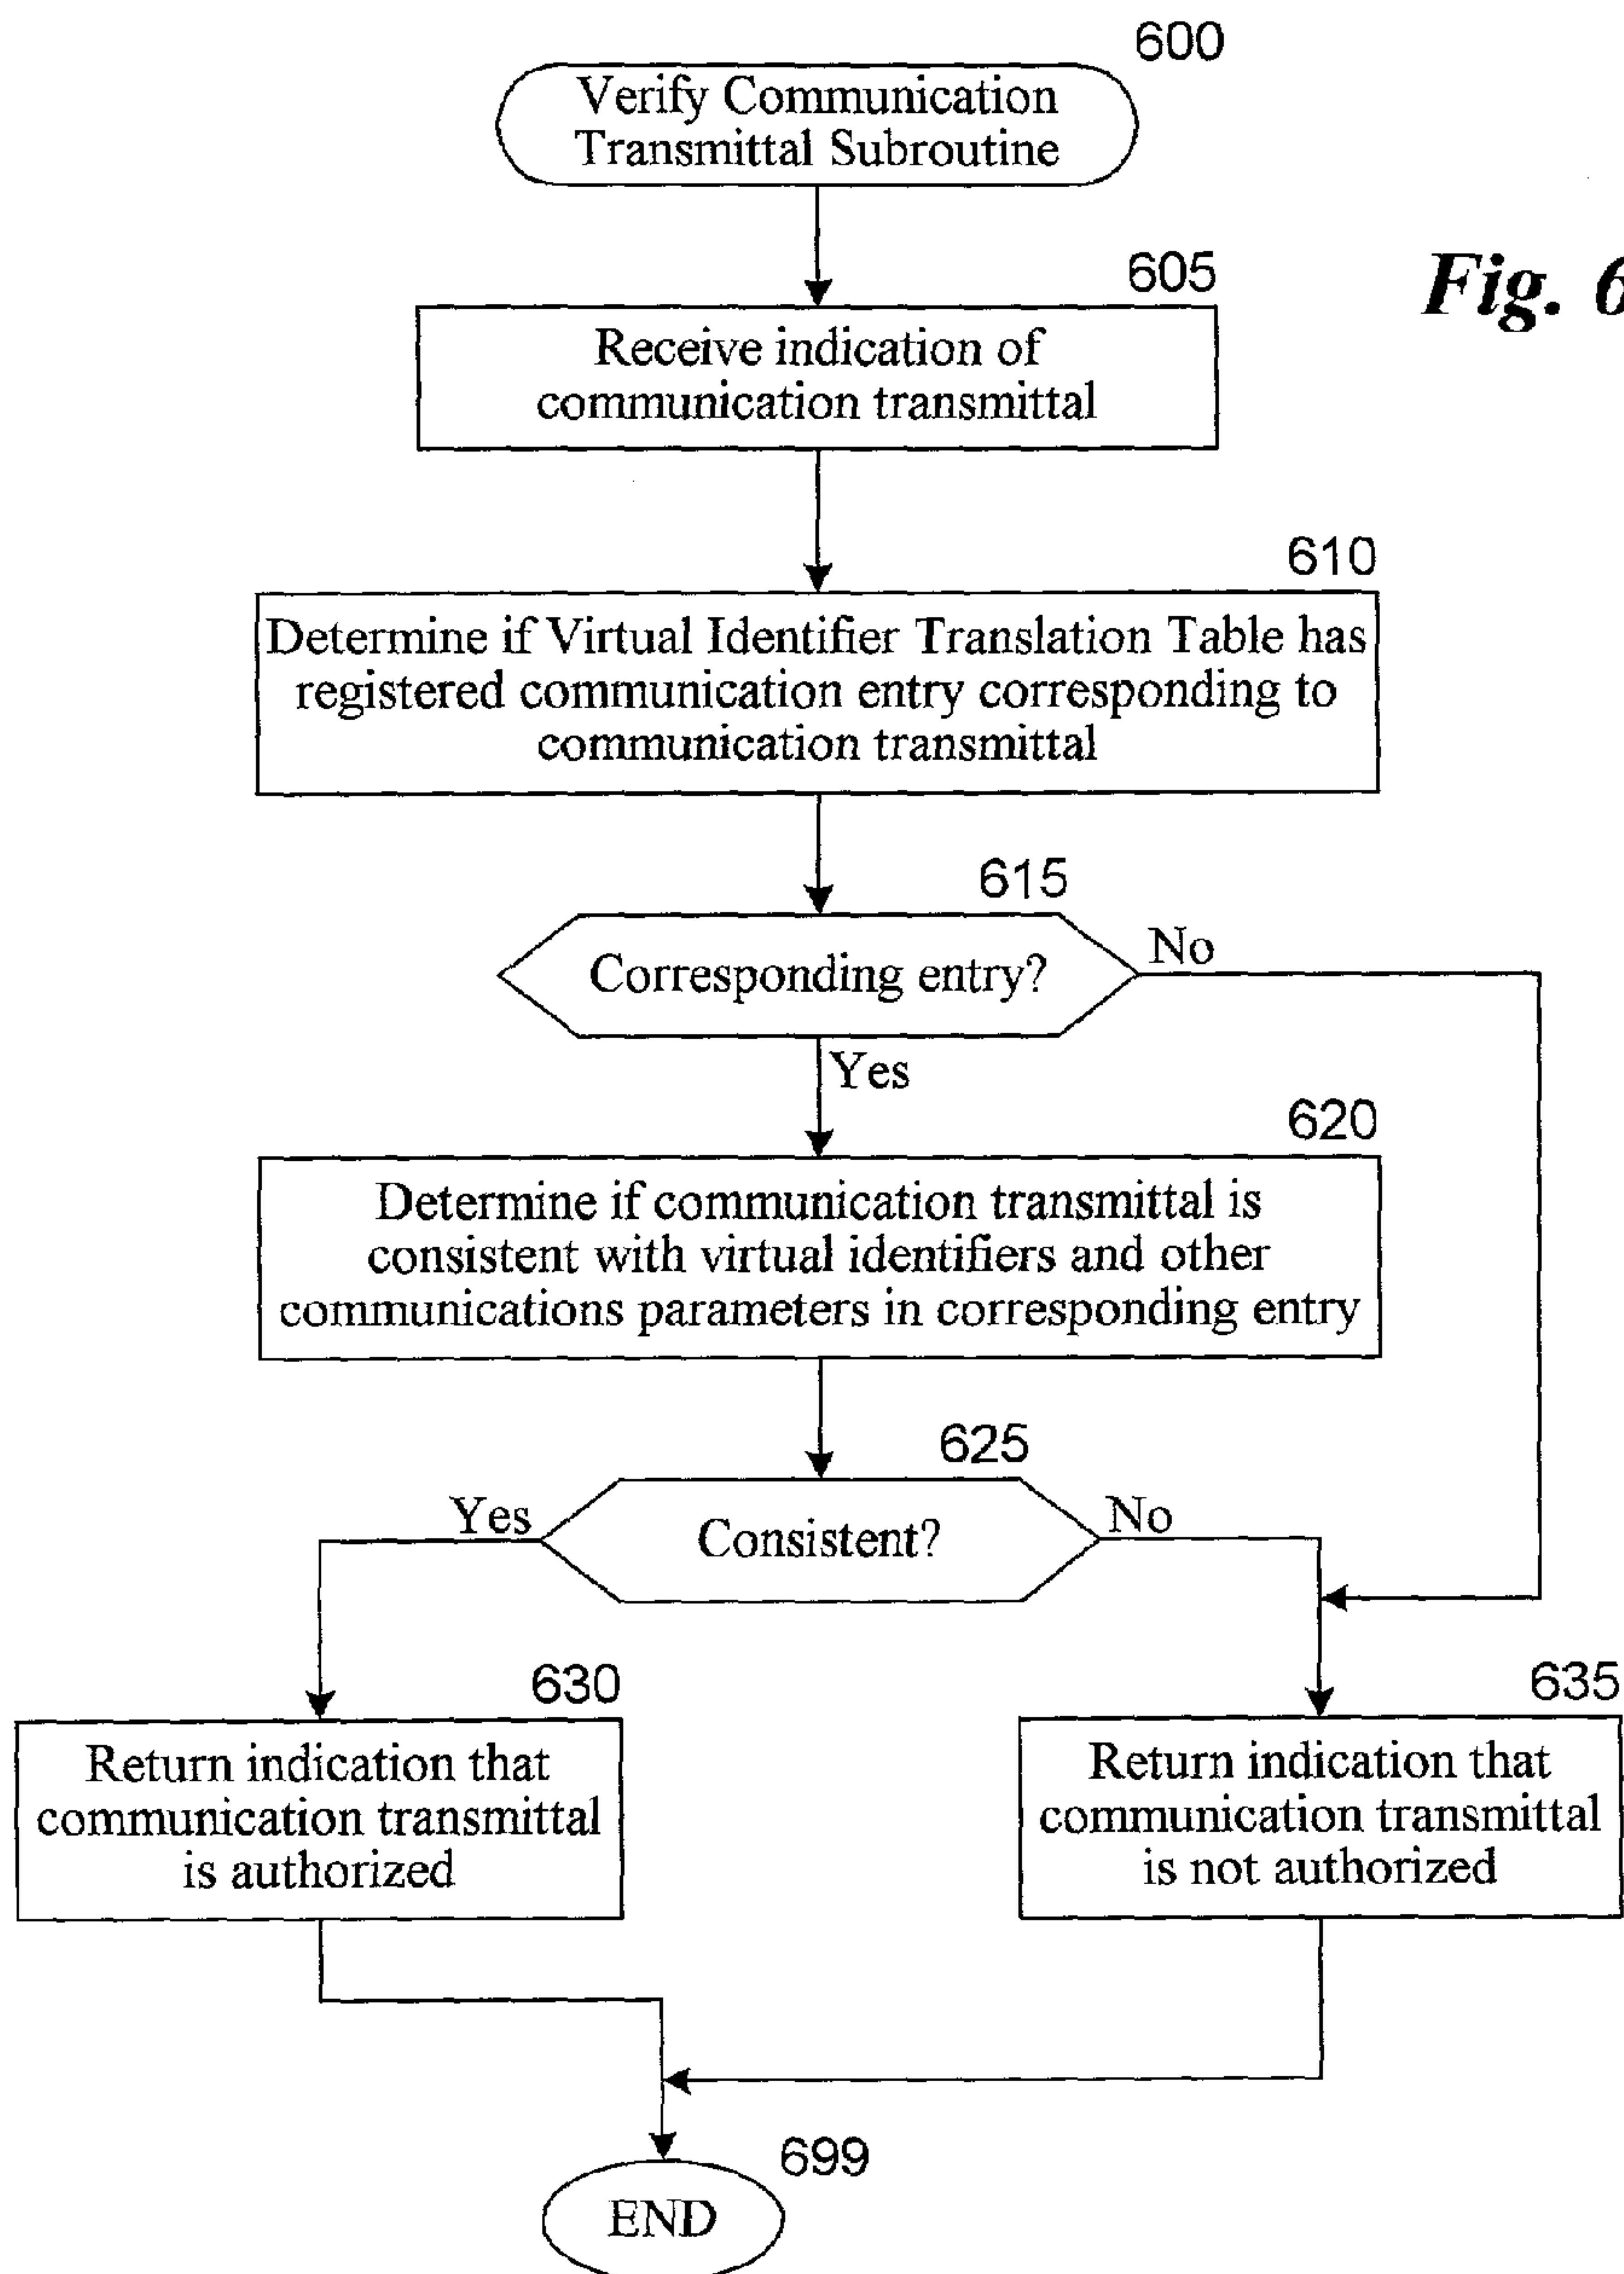 600
Verify Communication
Transmittal Subroutine
605
Fig. 6
Receive indication of
communication transmittal
610
Determine if Virtual Identifier Translation Table has
registered communication entry corresponding to
communication transmittal
615
Corresponding entry?
No
Yes
620
Determine if communication transmittal is
consistent with virtual identifiers and other
communications parameters in corresponding entry
625
Yes
Consistent?
No
630
Return indication that
communication transmittal
is authorized
635
Return indication that
communication transmittal
is not authorized
699
END